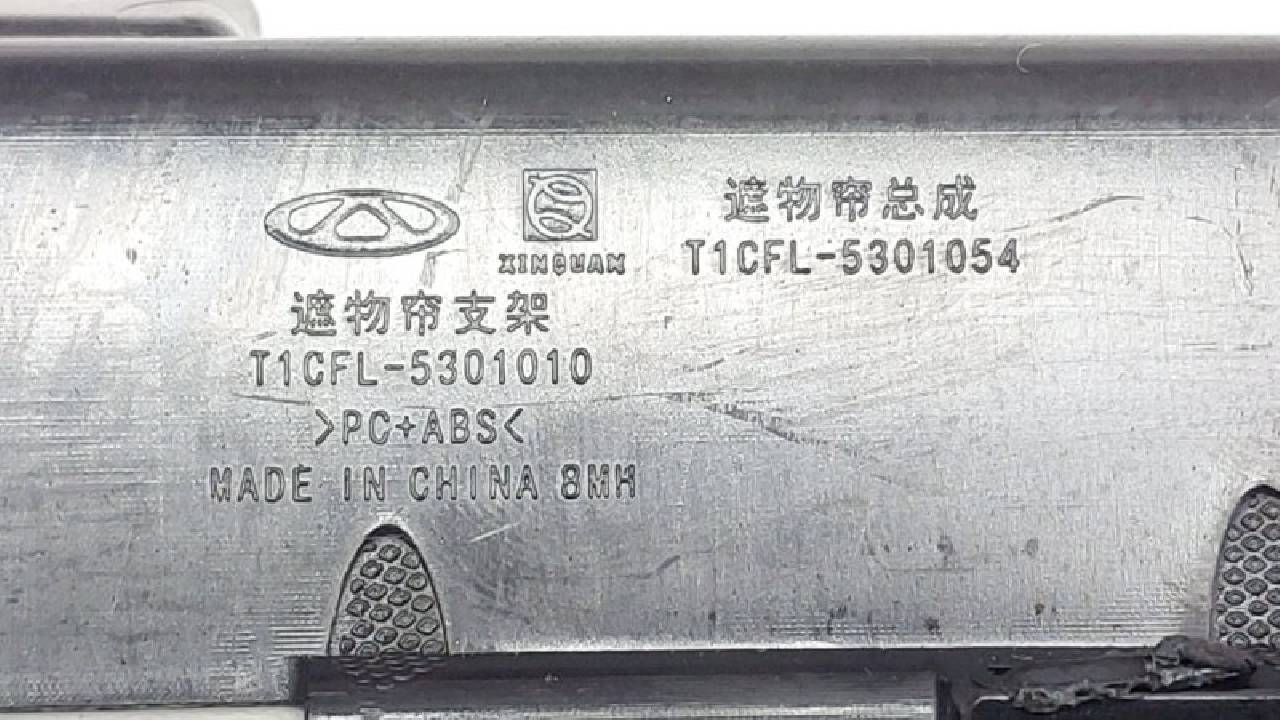 XINQUAN
遮物帘总成
T1CFL-5301054
遮物帘支架
T1CFL-5301010
>PC+ABS<
MADE IN CHINA 8MH